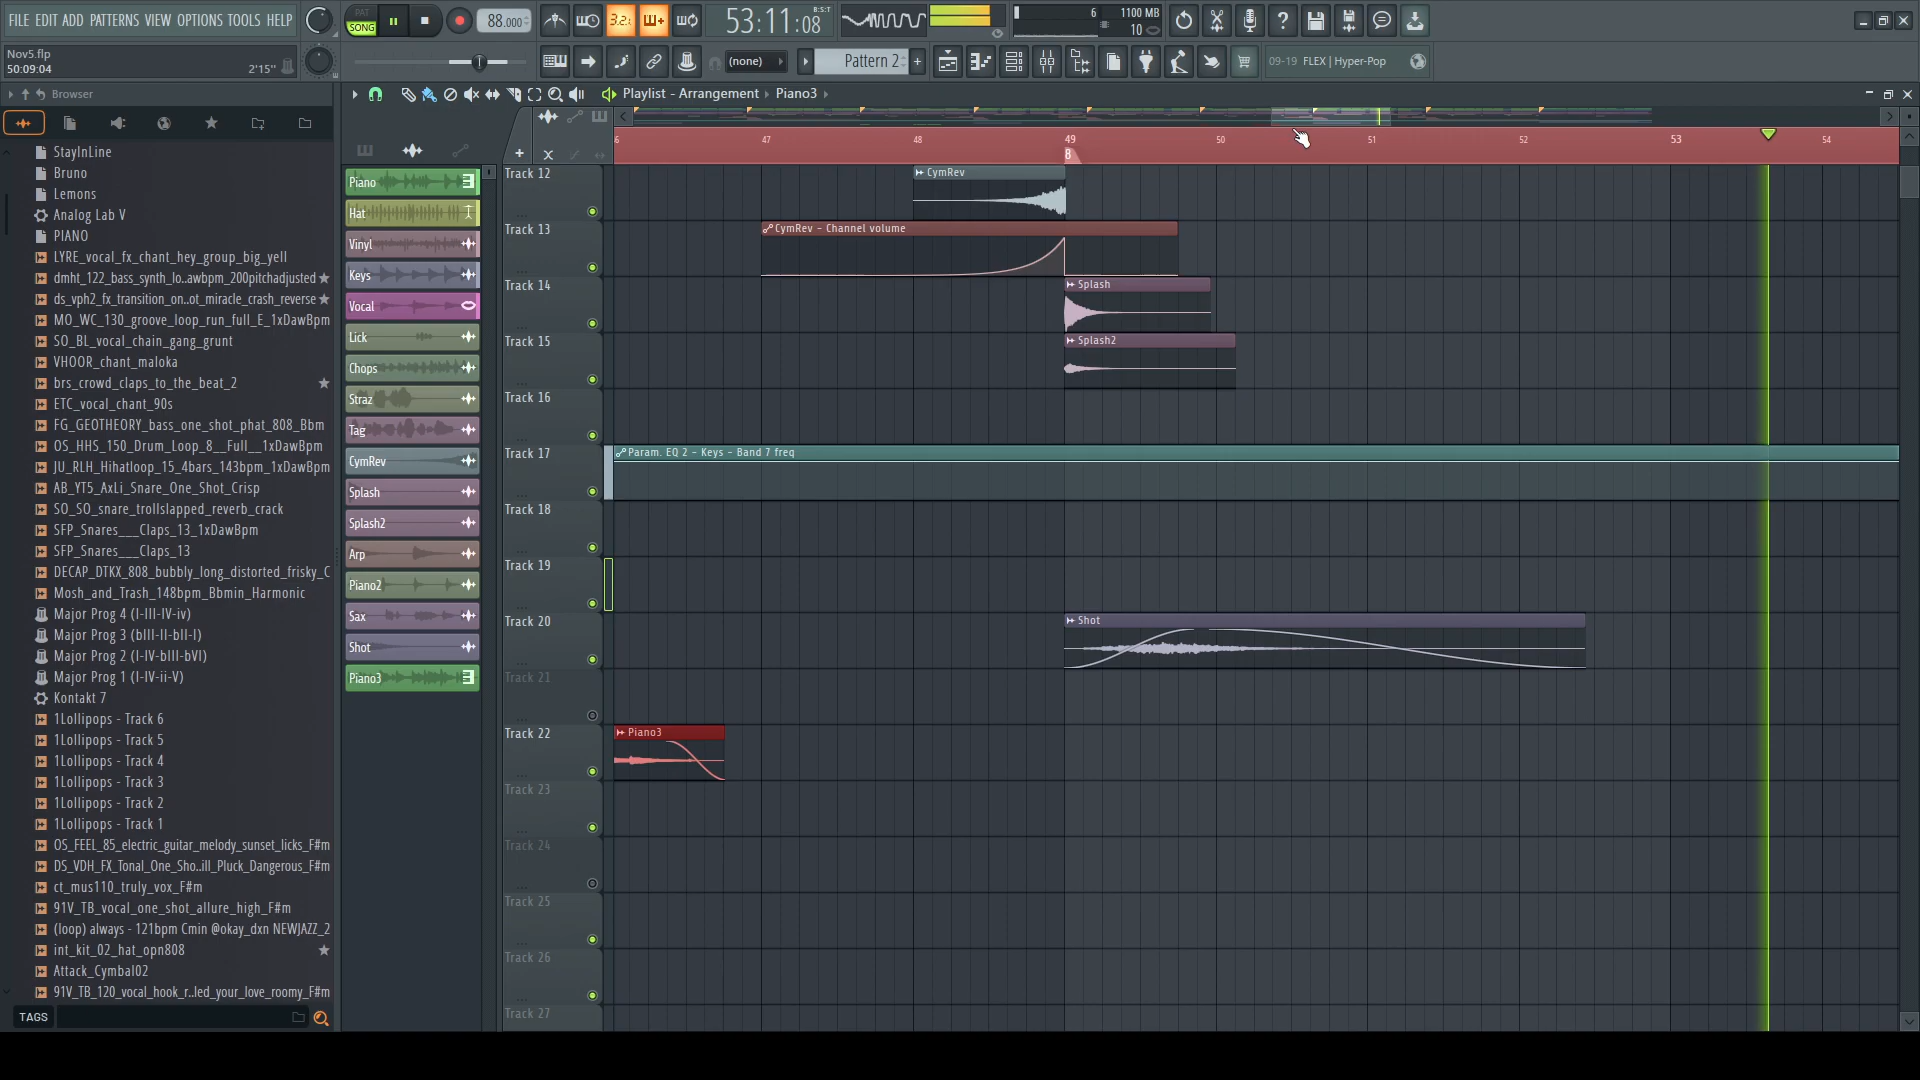 FILE EDIT ADD PATTERNS VIEW OPTIONS TOOLS HELP
PAT
SONG
88.000
3.2.
53:11:08
B:S:T
6
1100 MB
10
Nov5.flp
50:09:04
2'15"
(none)
Pattern 2
09-19 FLEX | Hyper-Pop
Browser
Playlist - Arrangement
Piano3
StayInLine
Bruno
Lemons
Analog Lab V
PIANO
LYRE_vocal_fx_chant_hey_group_big_yell
dmht_122_bass_synth_lo..awbpm_200pitchadjusted
ds_vph2_fx_transition_on..ot_miracle_crash_reverse
MO_WC_130_groove_loop_run_full_E_1xDawBpm
SO_BL_vocal_chain_gang_grunt
VHOOR_chant_maloka
brs_crowd_claps_to_the_beat_2
ETC_vocal_chant_90s
FG_GEOTHEORY_bass_one_shot_phat_808_Bbm
OS_HHS_150_Drum_Loop_8__Full__1xDawBpm
JU_RLH_Hihatloop_15_4bars_143bpm_1xDawBpm
AB_YT5_AxLi_Snare_One_Shot_Crisp
SO_SO_snare_trollslapped_reverb_crack
SFP_Snares___Claps_13_1xDawBpm
SFP_Snares___Claps_13
DECAP_DTKX_808_bubbly_long_distorted_frisky_C
Mosh_and_Trash_148bpm_Bbmin_Harmonic
Major Prog 4 (I-III-IV-iv)
Major Prog 3 (bIII-II-bII-I)
Major Prog 2 (I-IV-bIII-bVI)
Major Prog 1 (I-IV-ii-V)
Kontakt 7
1Lollipops - Track 6
1Lollipops - Track 5
1Lollipops - Track 4
1Lollipops - Track 3
1Lollipops - Track 2
1Lollipops - Track 1
OS_FEEL_85_electric_guitar_melody_sunset_licks_F#m
DS_VDH_FX_Tonal_One_Sho..ill_Pluck_Dangerous_F#m
ct_mus110_truly_vox_F#m
91V_TB_vocal_one_shot_allure_high_F#m
(loop) always - 121bpm Cmin @okay_dxn NEWJAZZ_2
int_kit_02_hat_opn808
Attack_Cymbal02
91V_TB_120_vocal_hook_r..led_your_love_roomy_F#m
TAGS
Piano
Hat
Vinyl
Keys
Vocal
Lick
Chops
Straz
Tag
CymRev
Splash
Splash2
Arp
Piano2
Sax
Shot
Piano3
6
47
48
49
50
51
52
53
54
8
Track 12
CymRev
Track 13
CymRev - Channel volume
Track 14
Splash
Track 15
Splash2
Track 16
Track 17
Param. EQ 2 - Keys - Band 7 freq
Track 18
Track 19
Track 20
Shot
Track 21
Track 22
Piano3
Track 23
Track 24
Track 25
Track 26
Track 27